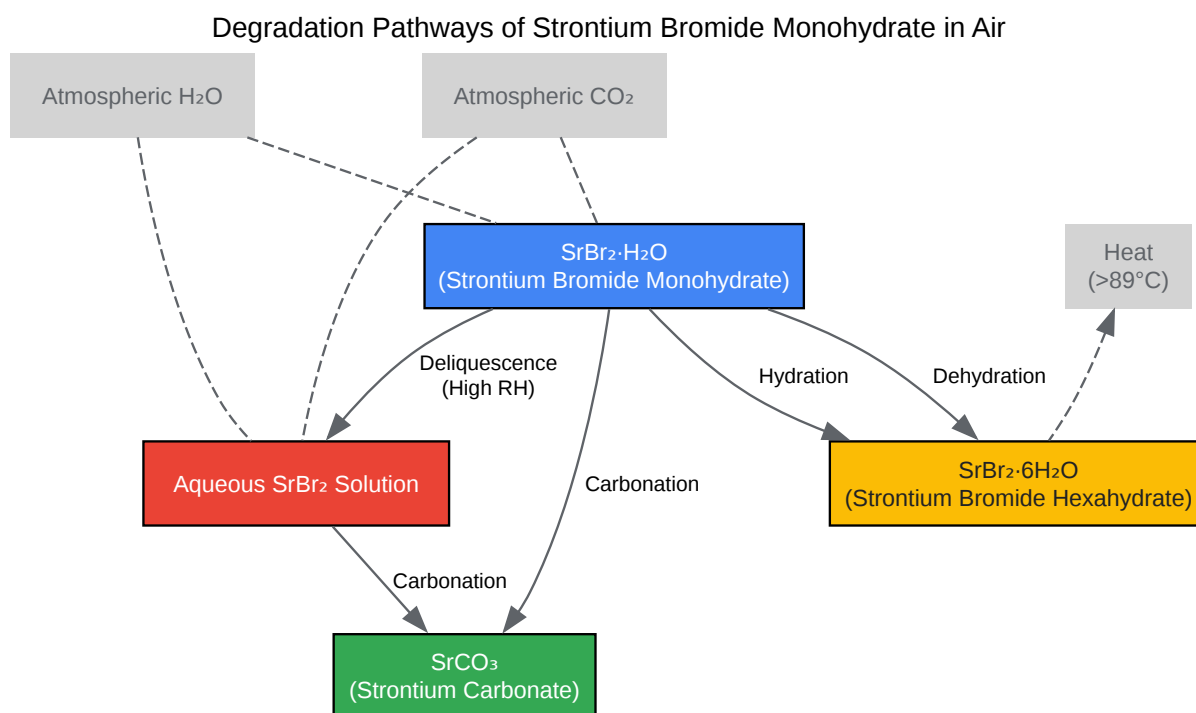 Degradation Pathways of Strontium Bromide Monohydrate in Air
Atmospheric H₂O
Atmospheric CO₂
SrBr₂·H₂O
(Strontium Bromide Monohydrate)
Heat
(>89°C)
Deliquescence
(High RH)
Hydration
Dehydration
Aqueous SrBr₂ Solution
Carbonation
SrBr₂·6H₂O
(Strontium Bromide Hexahydrate)
Carbonation
SrCO₃
(Strontium Carbonate)